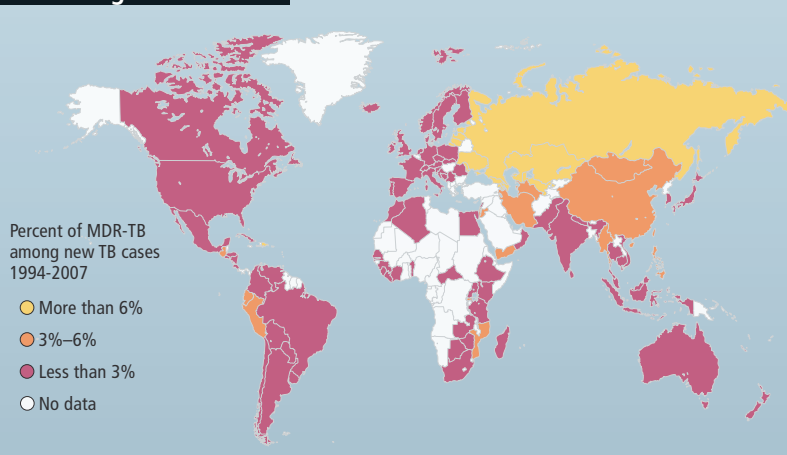 Percent of MDR-TB
among new TB cases
1994-2007
More than 6%
3%–6%
Less than 3%
No data